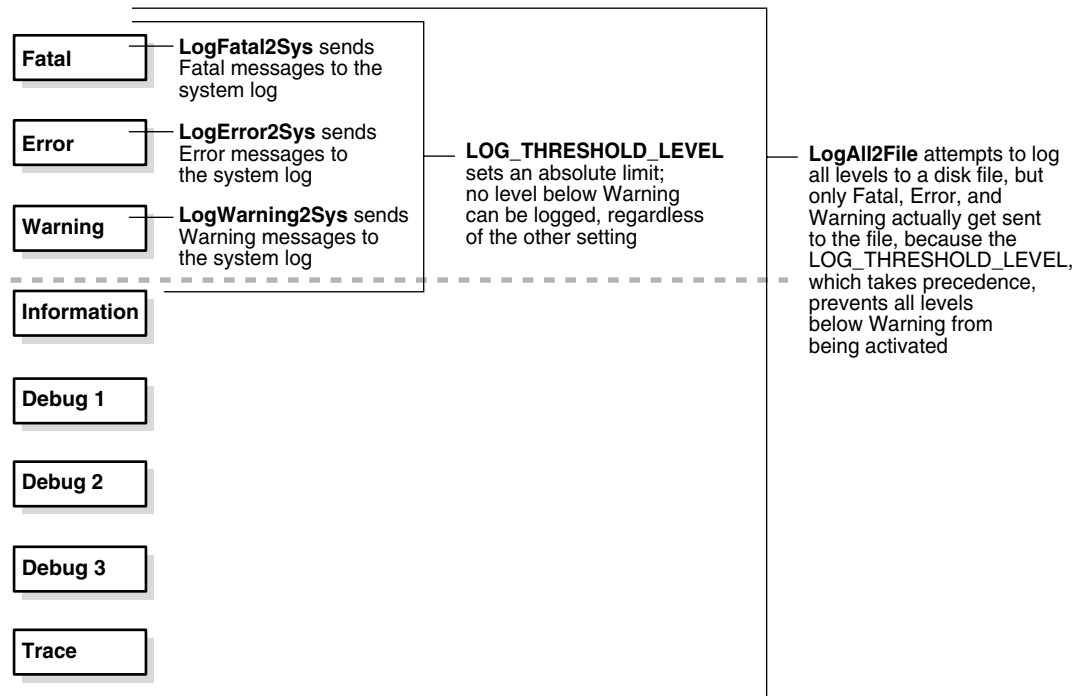 Fatal
LogFatal2Sys sends
Fatal messages to the
system log
Error
LogError2Sys sends
Error messages to
the system log
Warning
LogWarning2Sys sends
Warning messages to
the system log
LOG_THRESHOLD_LEVEL
sets an absolute limit;
no level below Warning
can be logged, regardless
of the other setting
LogAll2File attempts to log
all levels to a disk file, but
only Fatal, Error, and
Warning actually get sent
to the file, because the
LOG_THRESHOLD_LEVEL,
which takes precedence,
prevents all levels
below Warning from
being activated
Information
Debug 1
Debug 2
Debug 3
Trace